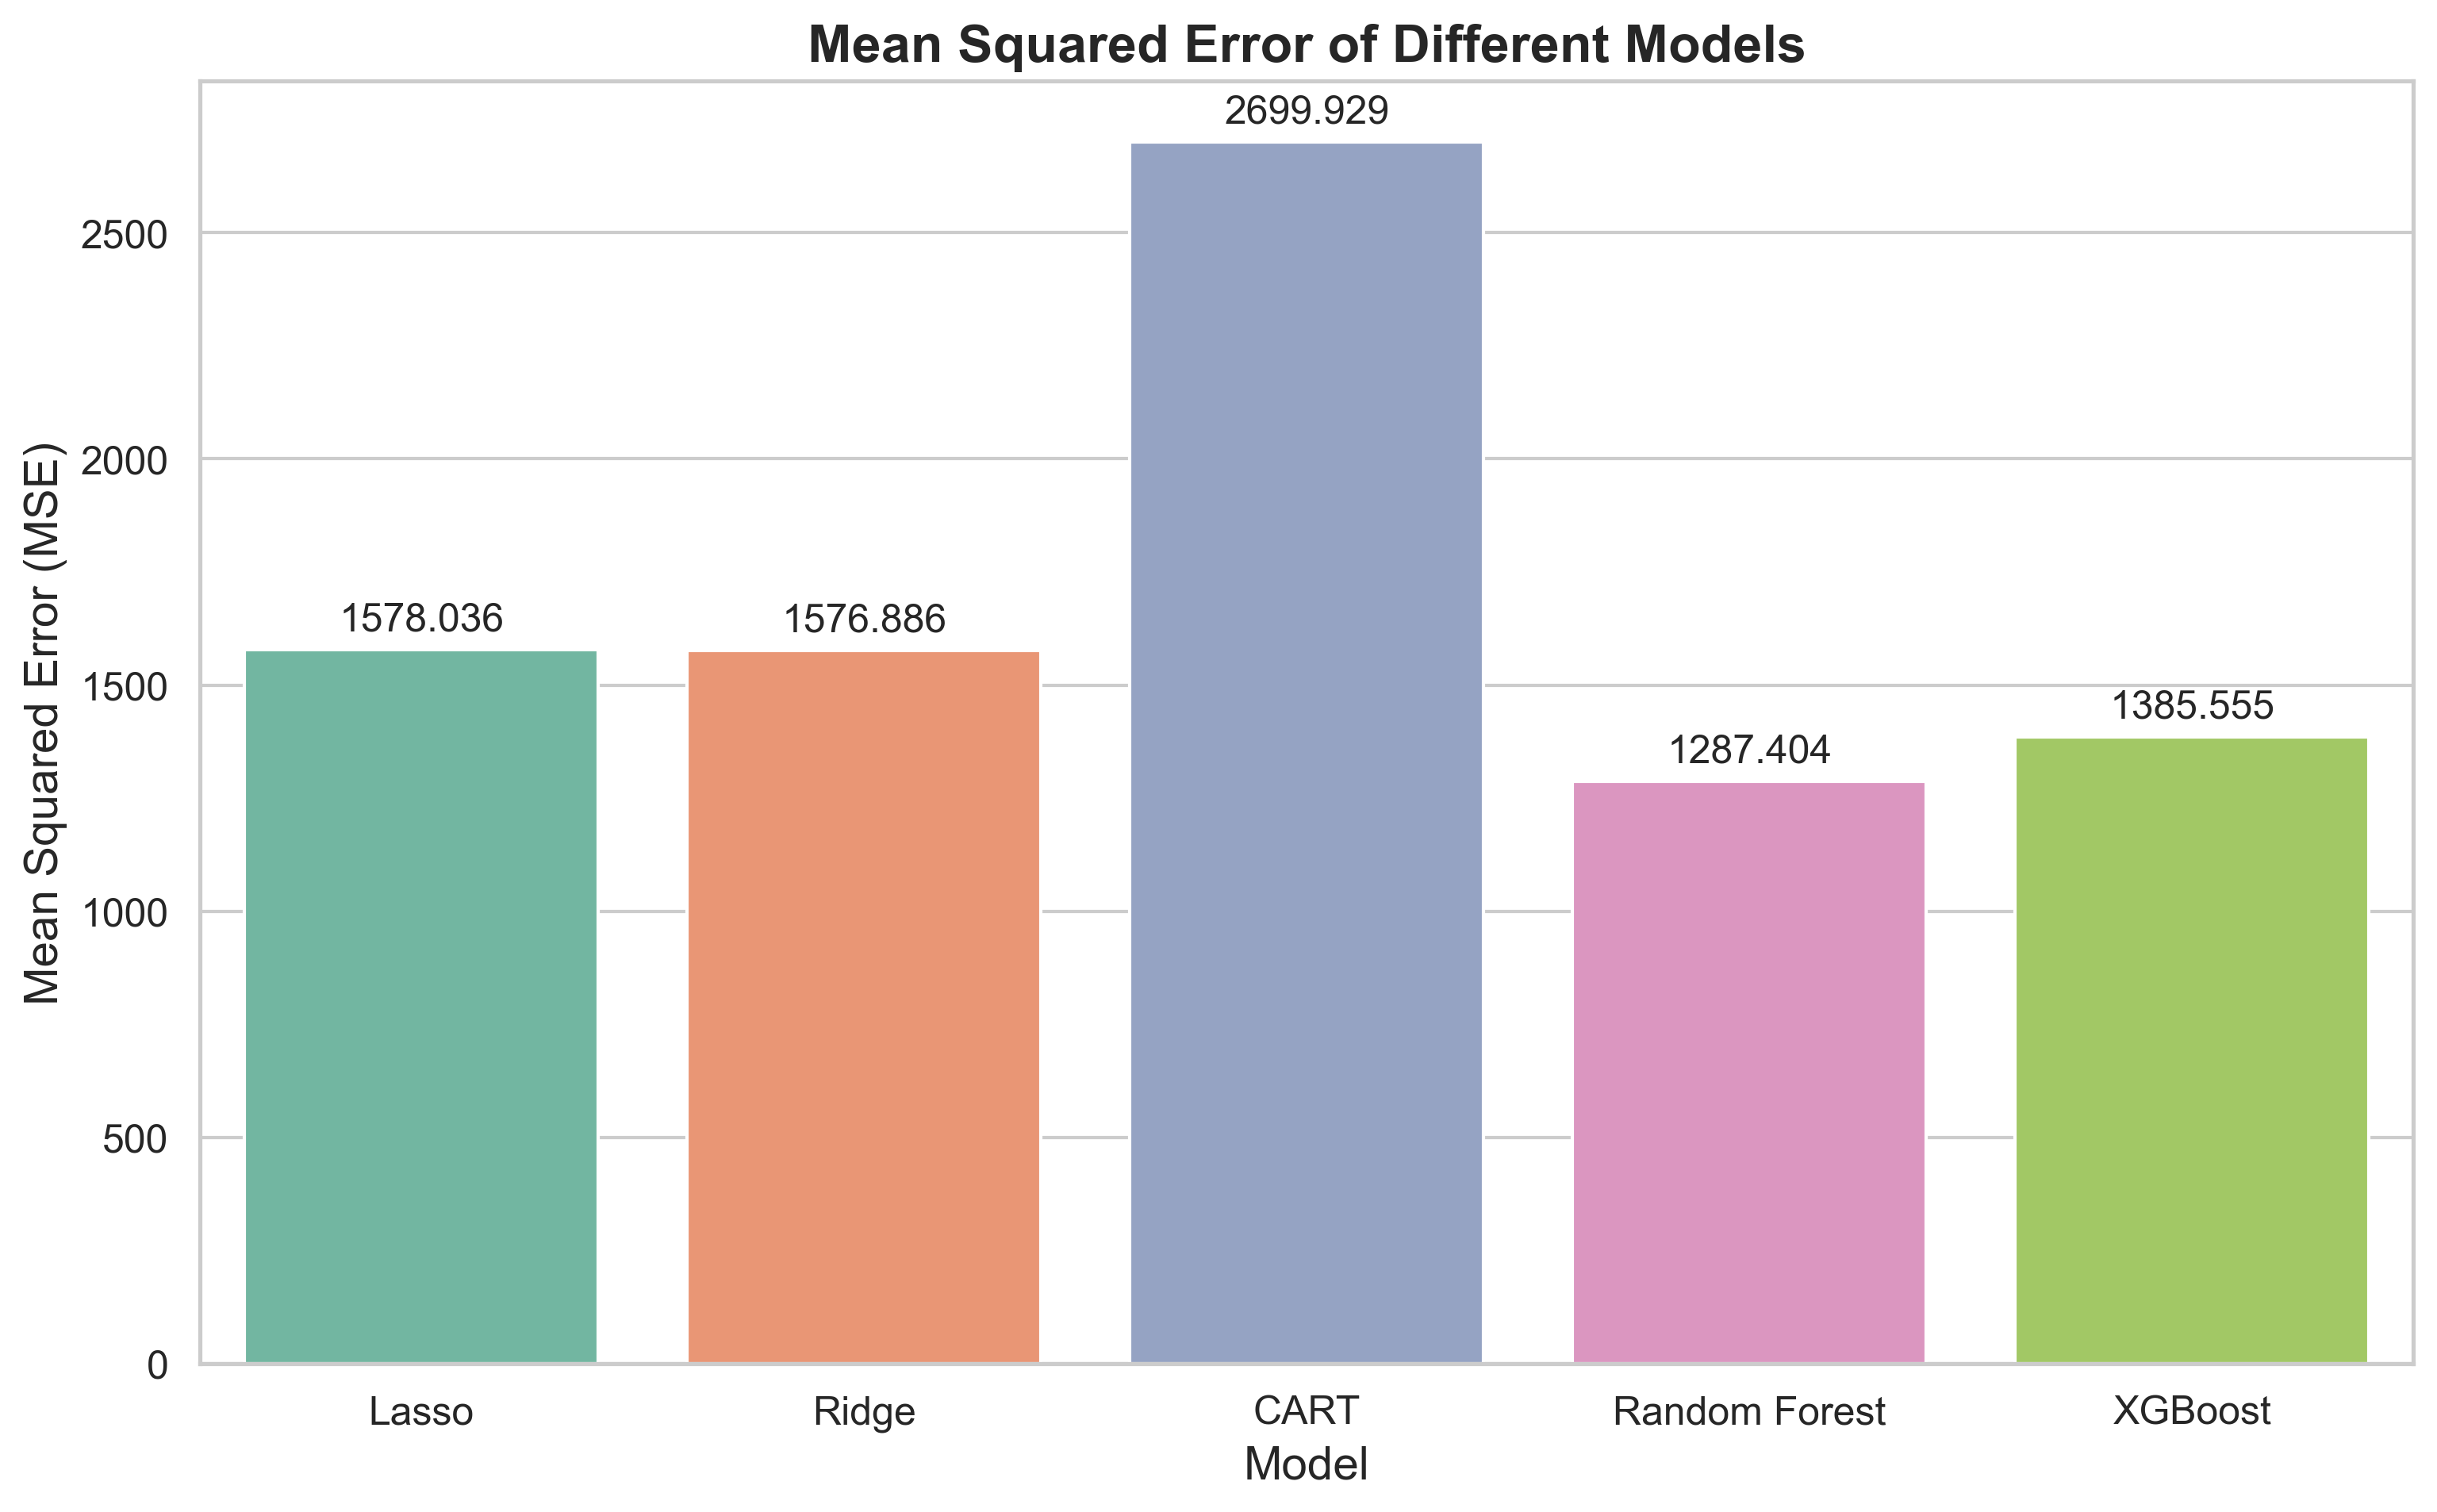 Mean Squared Error of Different Models
2699.929
2500
2000
1578.036
1576.886
1500
1385.555
1287.404
1000
500
0
Mean Squared Error (MSE)
Lasso
Ridge
CART
Random Forest
XGBoost
Model